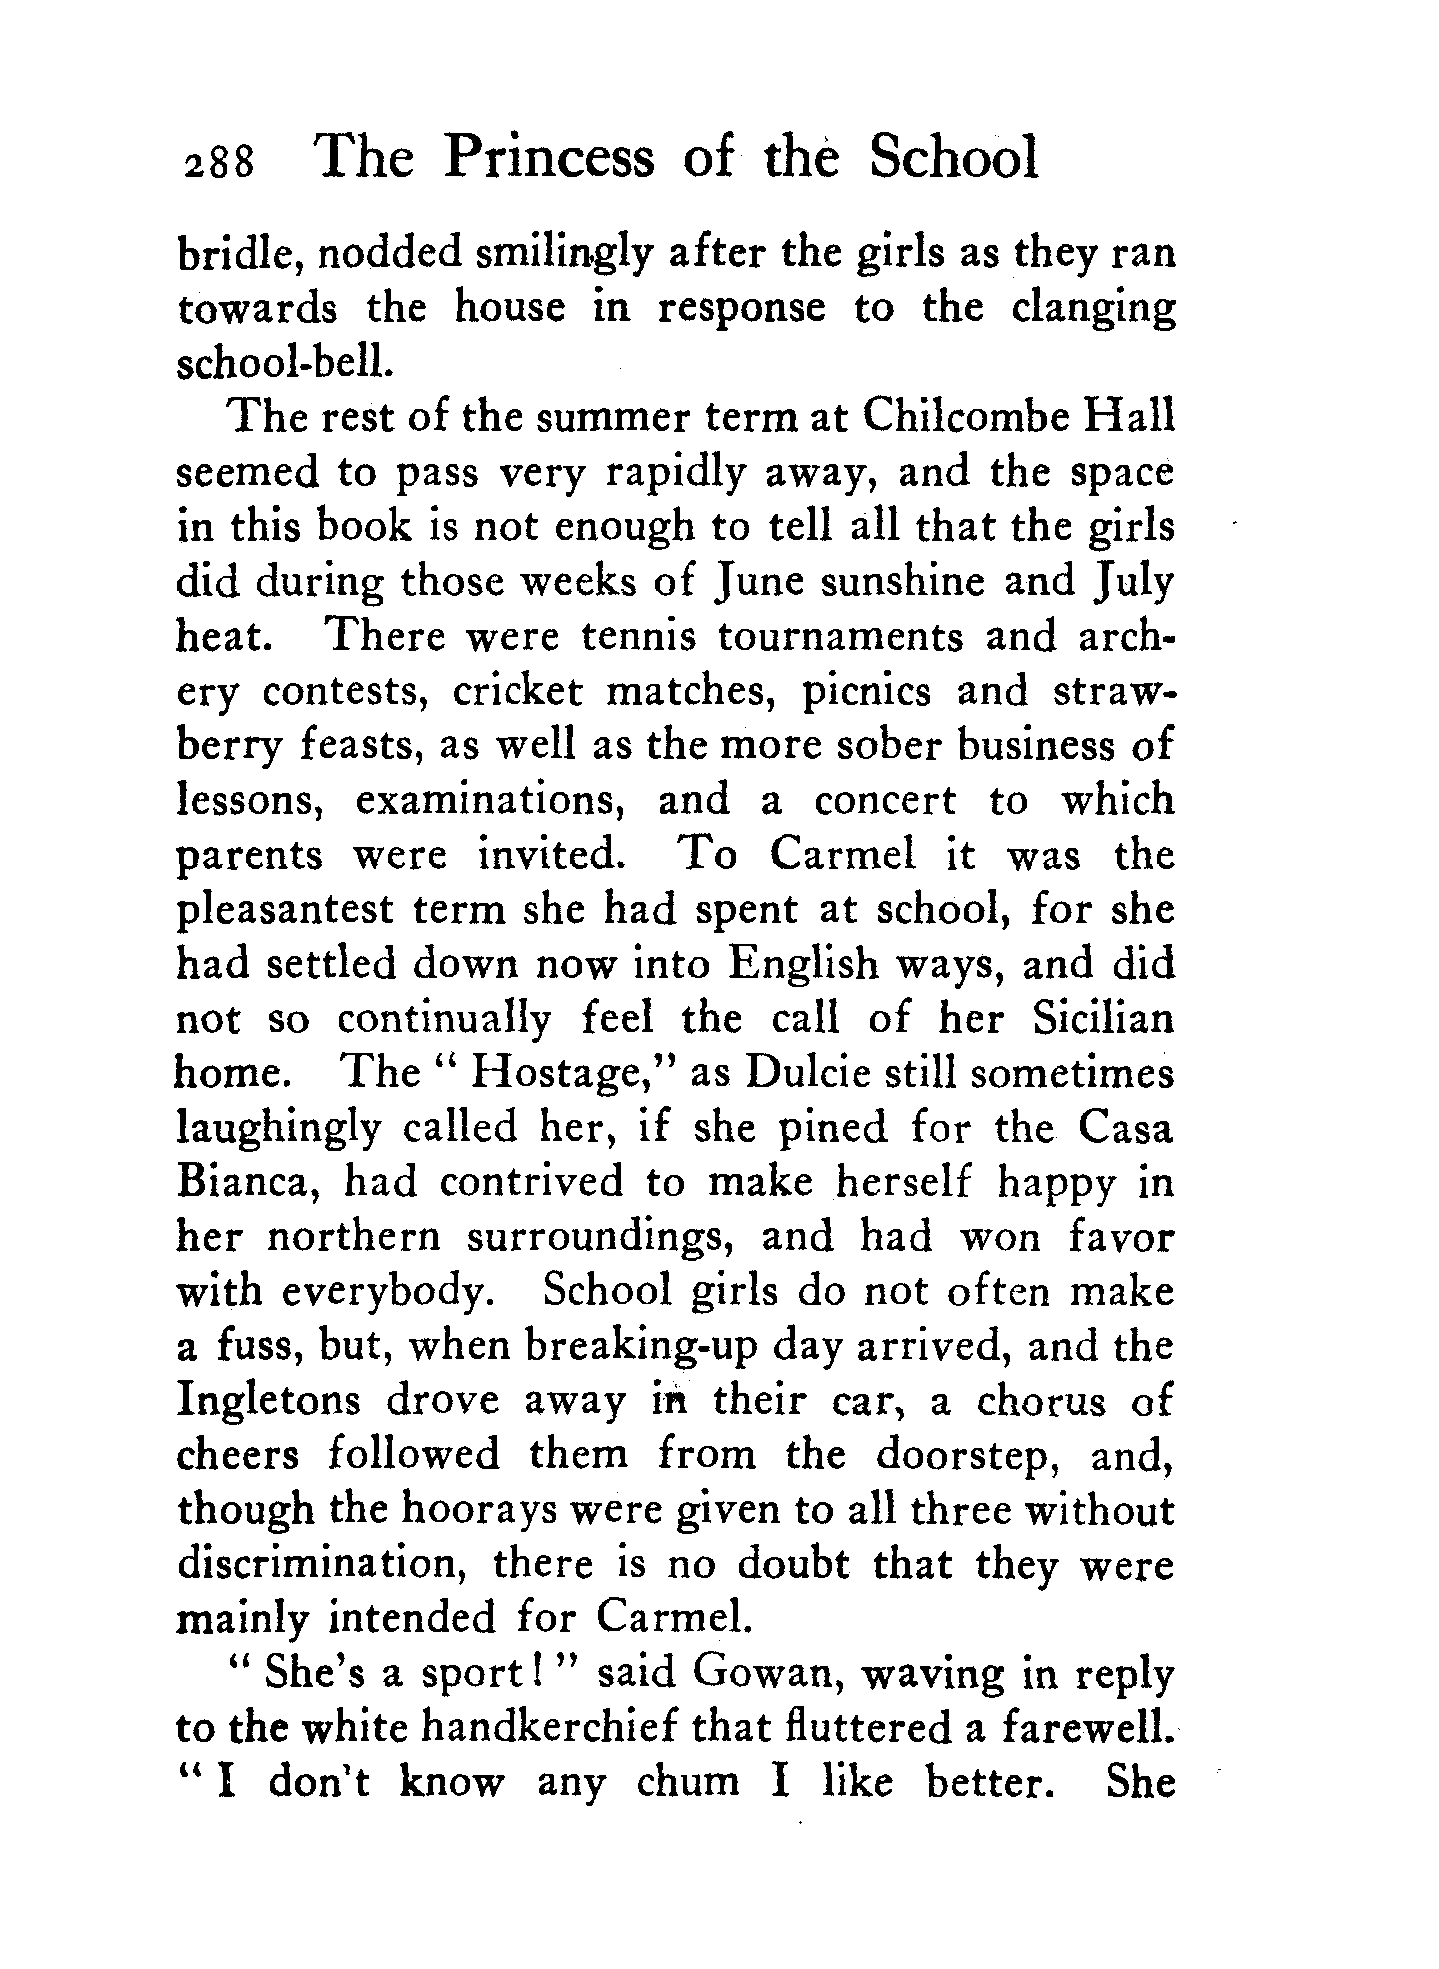 288 The Princess of the School
bridle, nodded smilingly after the girls as they ran
towards the house in response to the clanging
school-bell.
The rest of the summer term at Chilcombe Hall
seemed to pass very rapidly away, and the space
in this book is not enough to tell all that the girls
did during those weeks of June sunshine and July
heat. There were tennis tournaments and arch-
ery contests, cricket matches, picnics and straw-
berry feasts, as well as the more sober business of
lessons, examinations, and a concert to which
parents were invited. To Carmel it was the
pleasantest term she had spent at school, for she
had settled down now into English ways, and did
not so continually feel the call of her Sicilian
home. The “ Hostage,” as Dulcie still sometimes
laughingly called her, if she pined for the Casa
Bianca, had contrived to make herself happy in
her northern surroundings, and had won favor
with everybody. School girls do not often make
a fuss, but, when breaking-up day arrived, and the
Ingletons drove away in their car, a chorus of
cheers followed them from the doorstep, and,
though the hoorays were given to all three without
discrimination, there is no doubt that they were
mainly intended for Carmel.
“ She’s a sport! ” said Gowan, waving in reply
to the white handkerchief that fluttered a farewell.
“ I don’t know any chum I like better. She